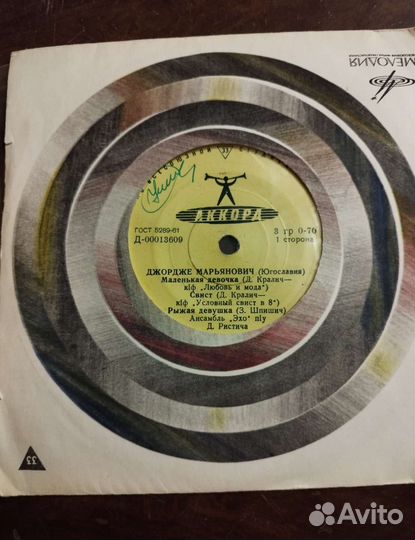 МЕЛОДИЯ
33
АККОРД
ГОСТ 5289-61
Д-00013609
3 гр 0-70
1 сторона
ДЖОРДЖЕ МАРЬЯНОВИЧ (Югославия)
Маленькая девочка (Д. Кралич—
к/ф „Любовь и мода“)
Свист (Д. Кралич—
к/ф „Условный свист в 8“)
Рыжая девушка (З. Шпишич)
Ансамбль „Эхо“ п/у
Д. Ристича
33
Avito